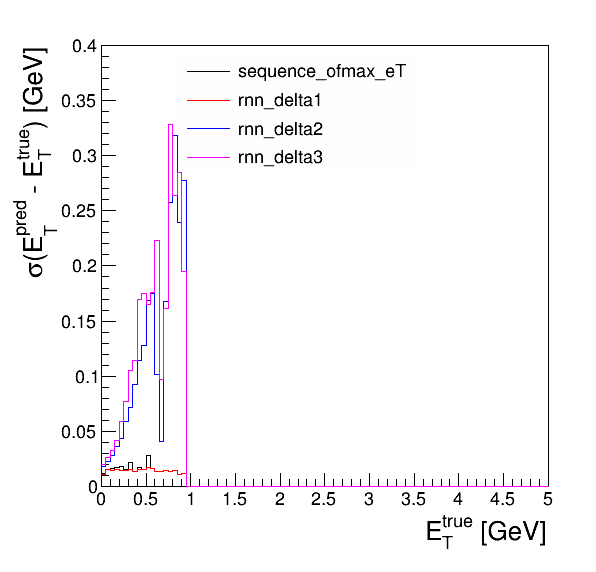 σ(E_T^pred - E_T^true) [GeV]
0.4
0.35
0.3
0.25
0.2
0.15
0.1
0.05
0
sequence_ofmax_eT
rnn_delta1
rnn_delta2
rnn_delta3
0 0.5 1 1.5 2 2.5 3 3.5 4 4.5 5
E_T^true [GeV]